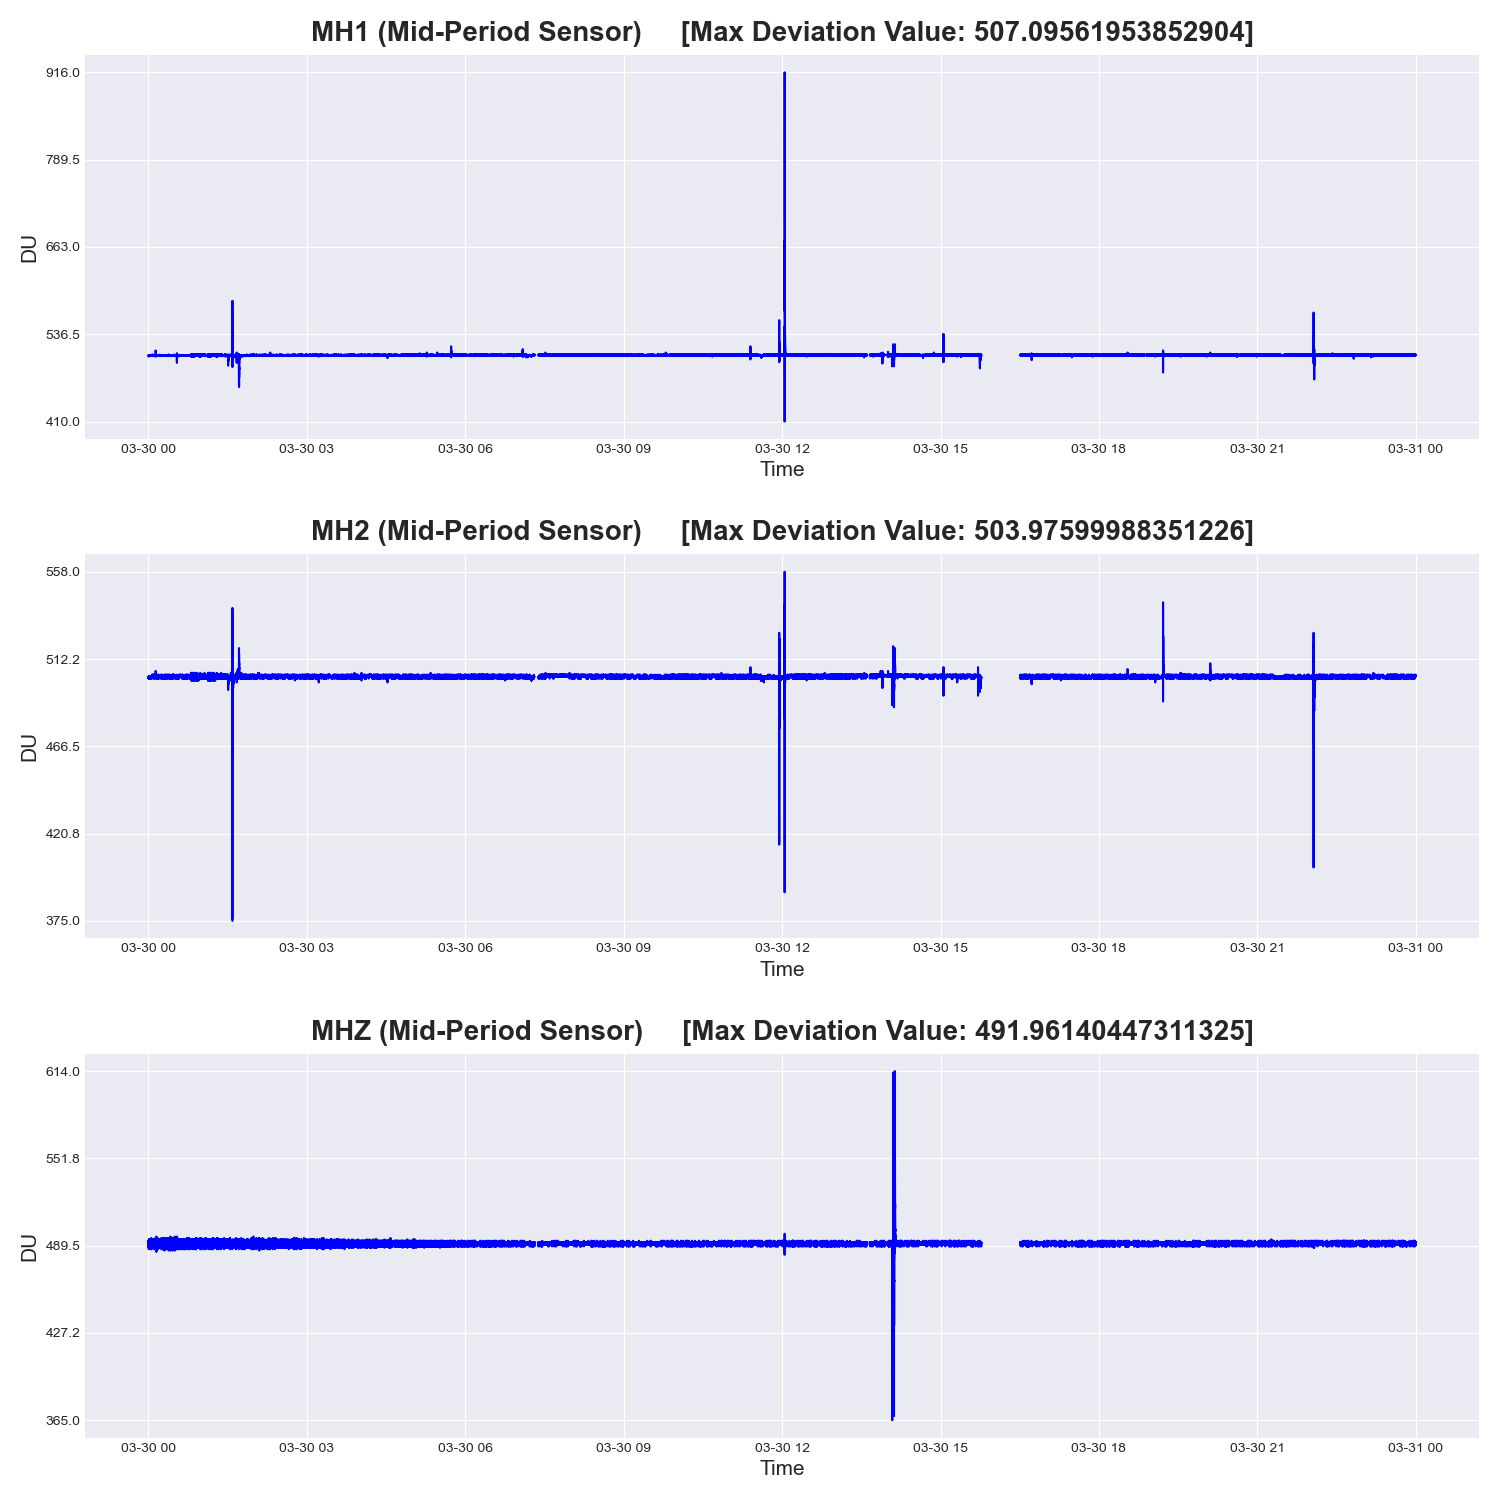 MH1 (Mid-Period Sensor) [Max Deviation Value: 507.09561953852904]
916.0
789.5
663.0
536.5
410.0
DU
03-30 00 03-30 03 03-30 06 03-30 09 03-30 12 03-30 15 03-30 18 03-30 21 03-31 00
Time
MH2 (Mid-Period Sensor) [Max Deviation Value: 503.97599988351226]
558.0
512.2
466.5
420.8
375.0
DU
03-30 00 03-30 03 03-30 06 03-30 09 03-30 12 03-30 15 03-30 18 03-30 21 03-31 00
Time
MHZ (Mid-Period Sensor) [Max Deviation Value: 491.96140447311325]
614.0
551.8
489.5
427.2
365.0
DU
03-30 00 03-30 03 03-30 06 03-30 09 03-30 12 03-30 15 03-30 18 03-30 21 03-31 00
Time